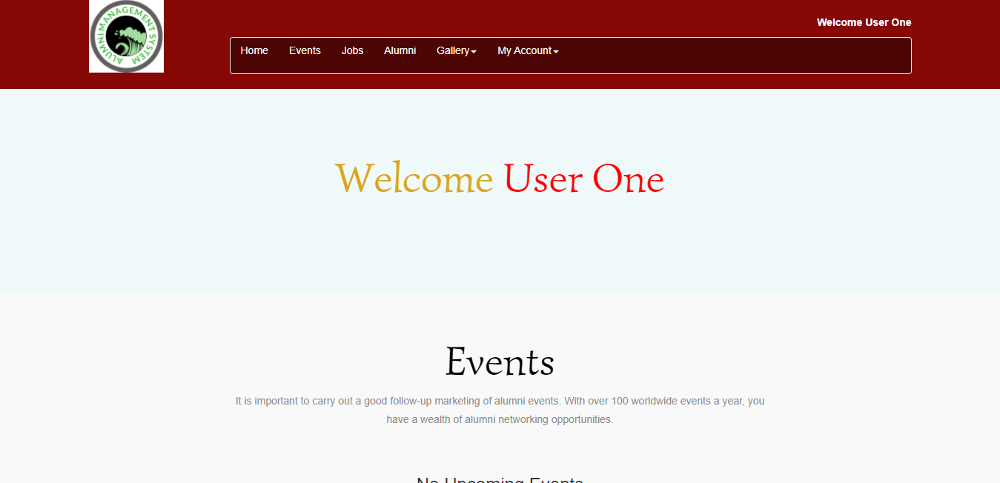 ALUMNI MANAGEMENT SYSTEM
Welcome User One
Home Events Jobs Alumni Gallery My Account
Welcome User One
Events
It is important to carry out a good follow-up marketing of alumni events. With over 100 worldwide events a year, you
have a wealth of alumni networking opportunities.
No Upcoming Events